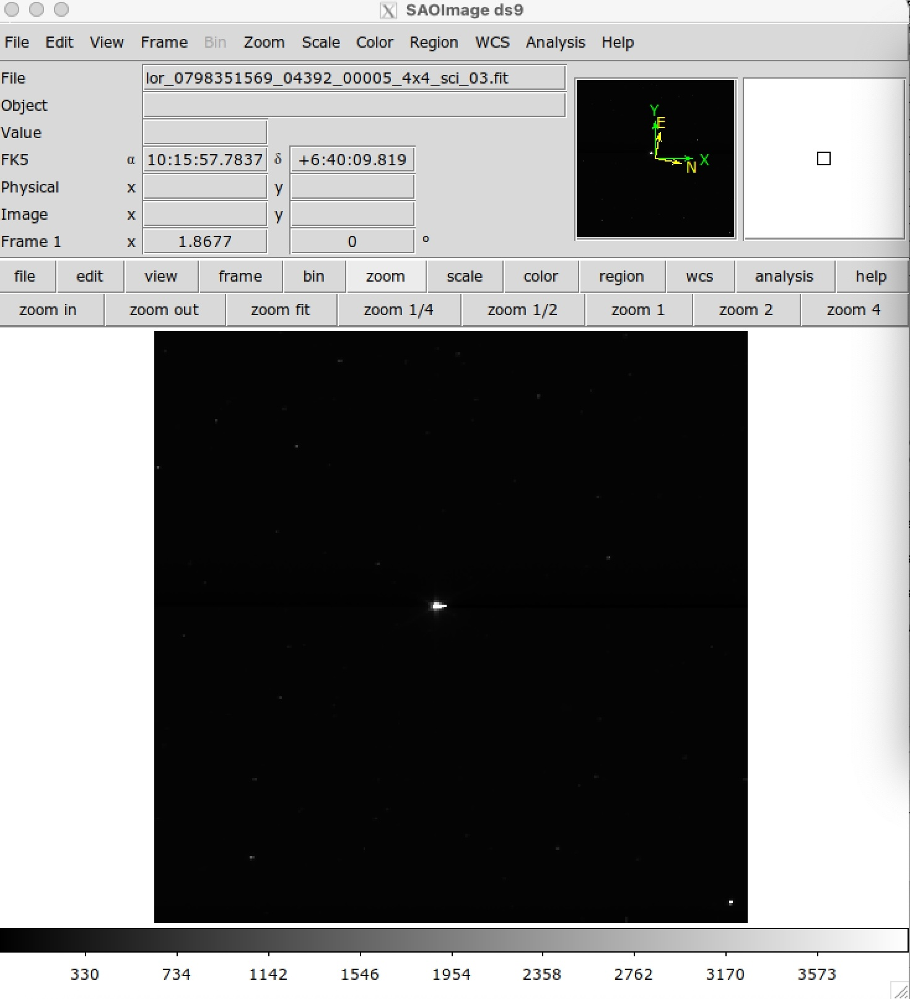 SAOImage ds9
File Edit View Frame Bin Zoom Scale Color Region WCS Analysis Help
File lor_0798351569_04392_00005_4x4_sci_03.fit
Object
Value
FK5 α 10:15:57.7837 δ +6:40:09.819
Physical x y
Image x y
Frame 1 x 1.8677 0 °
Y
E
X
N
file edit view frame bin zoom scale color region wcs analysis help
zoom in zoom out zoom fit zoom 1/4 zoom 1/2 zoom 1 zoom 2 zoom 4
330 734 1142 1546 1954 2358 2762 3170 3573